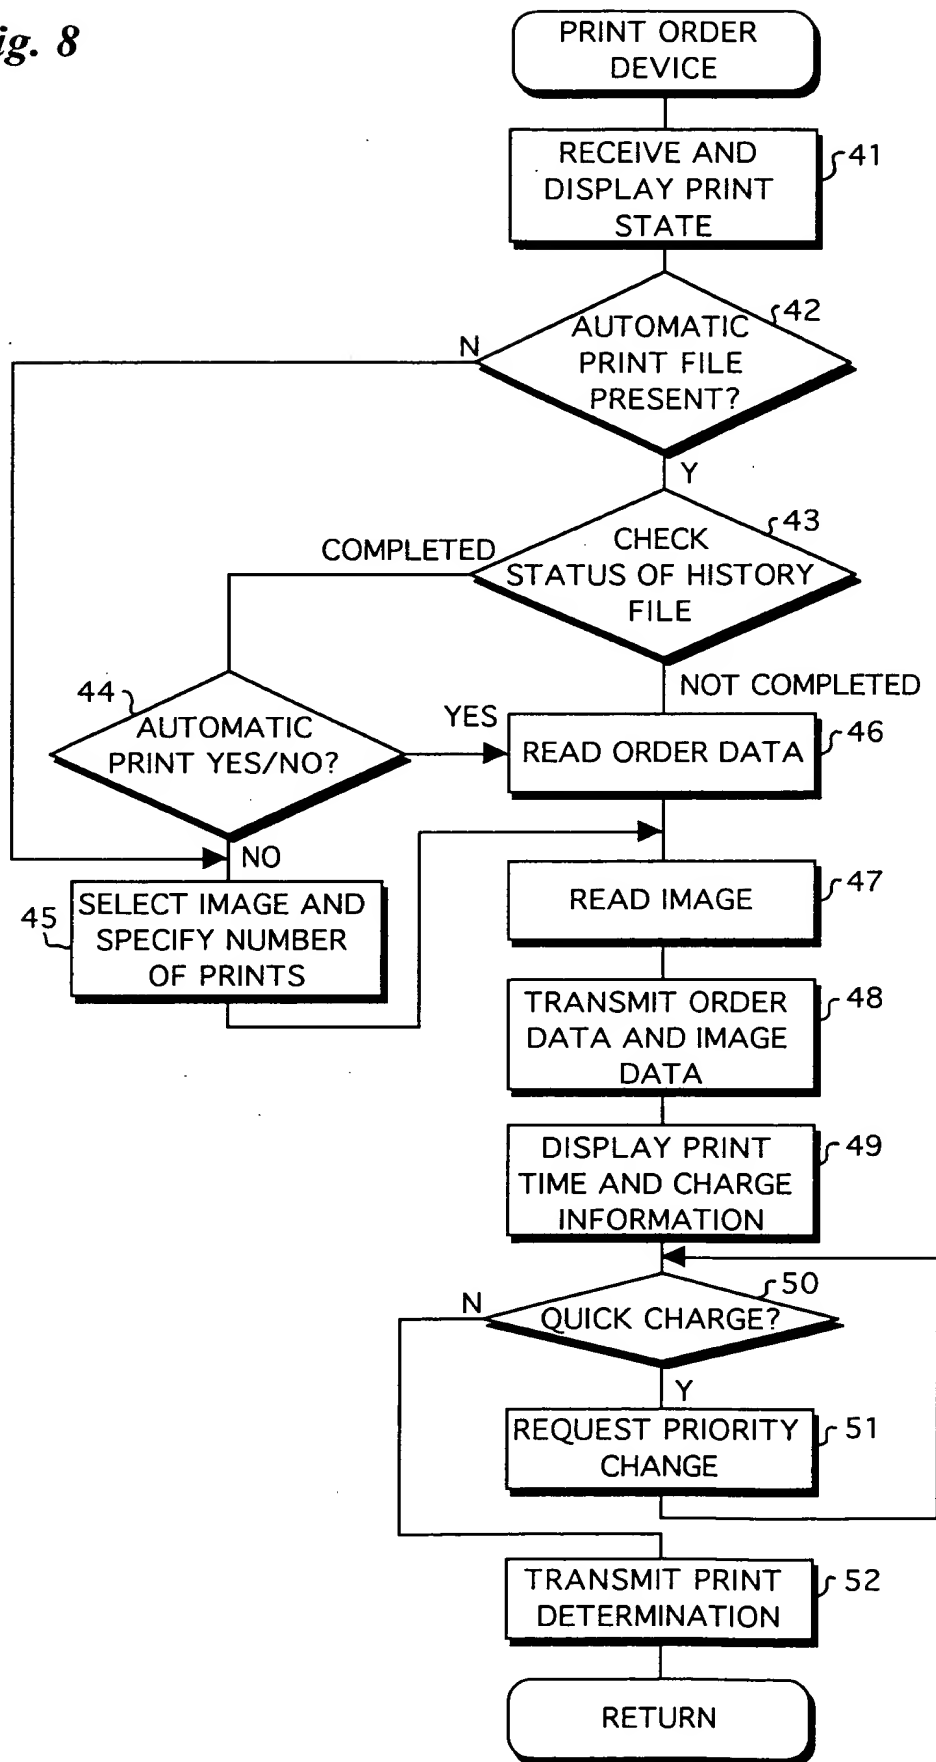 ig. 8
PRINT ORDER
DEVICE
RECEIVE AND
DISPLAY PRINT
STATE
41
AUTOMATIC
PRINT FILE
PRESENT?
42
N
Y
CHECK
STATUS OF HISTORY
FILE
43
COMPLETED
NOT COMPLETED
44
AUTOMATIC
PRINT YES/NO?
YES
NO
READ ORDER DATA
46
45
SELECT IMAGE AND
SPECIFY NUMBER
OF PRINTS
READ IMAGE
47
TRANSMIT ORDER
DATA AND IMAGE
DATA
48
DISPLAY PRINT
TIME AND CHARGE
INFORMATION
49
QUICK CHARGE?
50
N
Y
REQUEST PRIORITY
CHANGE
51
TRANSMIT PRINT
DETERMINATION
52
RETURN